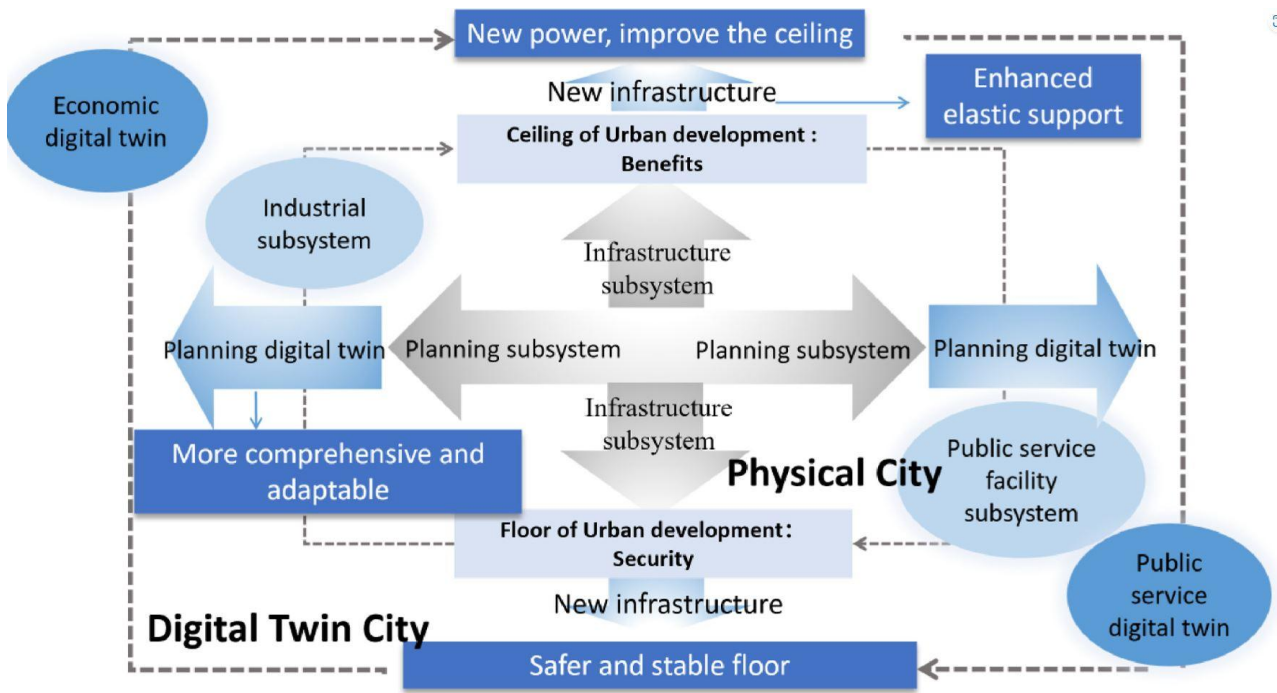 New power, improve the ceiling
New infrastructure
Enhanced
elastic support
Economic
digital twin
Ceiling of Urban development :
Benefits
Industrial
subsystem
Infrastructure
subsystem
Planning digital twin
Planning subsystem
Planning subsystem
Planning digital twin
Infrastructure
subsystem
More comprehensive and
adaptable
Physical City
Public service
facility
subsystem
Floor of Urban development:
Security
New infrastructure
Public
service
digital twin
Digital Twin City
Safer and stable floor